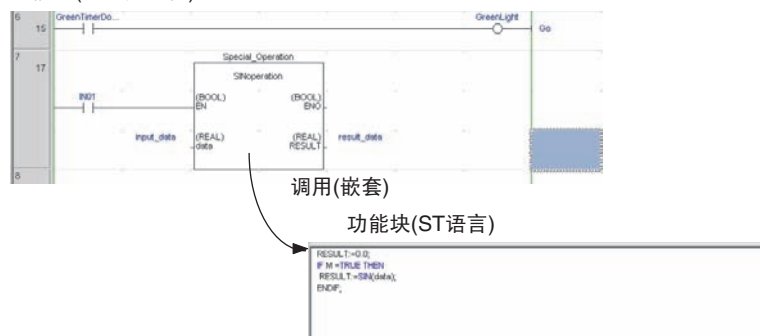 6
GreenTimerDo...
GreenLight
15
Go
7
Special_Operation
17
SINoperation
IN01
(BOOL)
EN
(BOOL)
ENO
input_data
(REAL)
data
(REAL)
RESULT
result_data
8
调用(嵌套)
功能块(ST语言)
RESULT:=0.0;
IF M =TRUE THEN
RESULT:=SIN(data);
ENDIF;